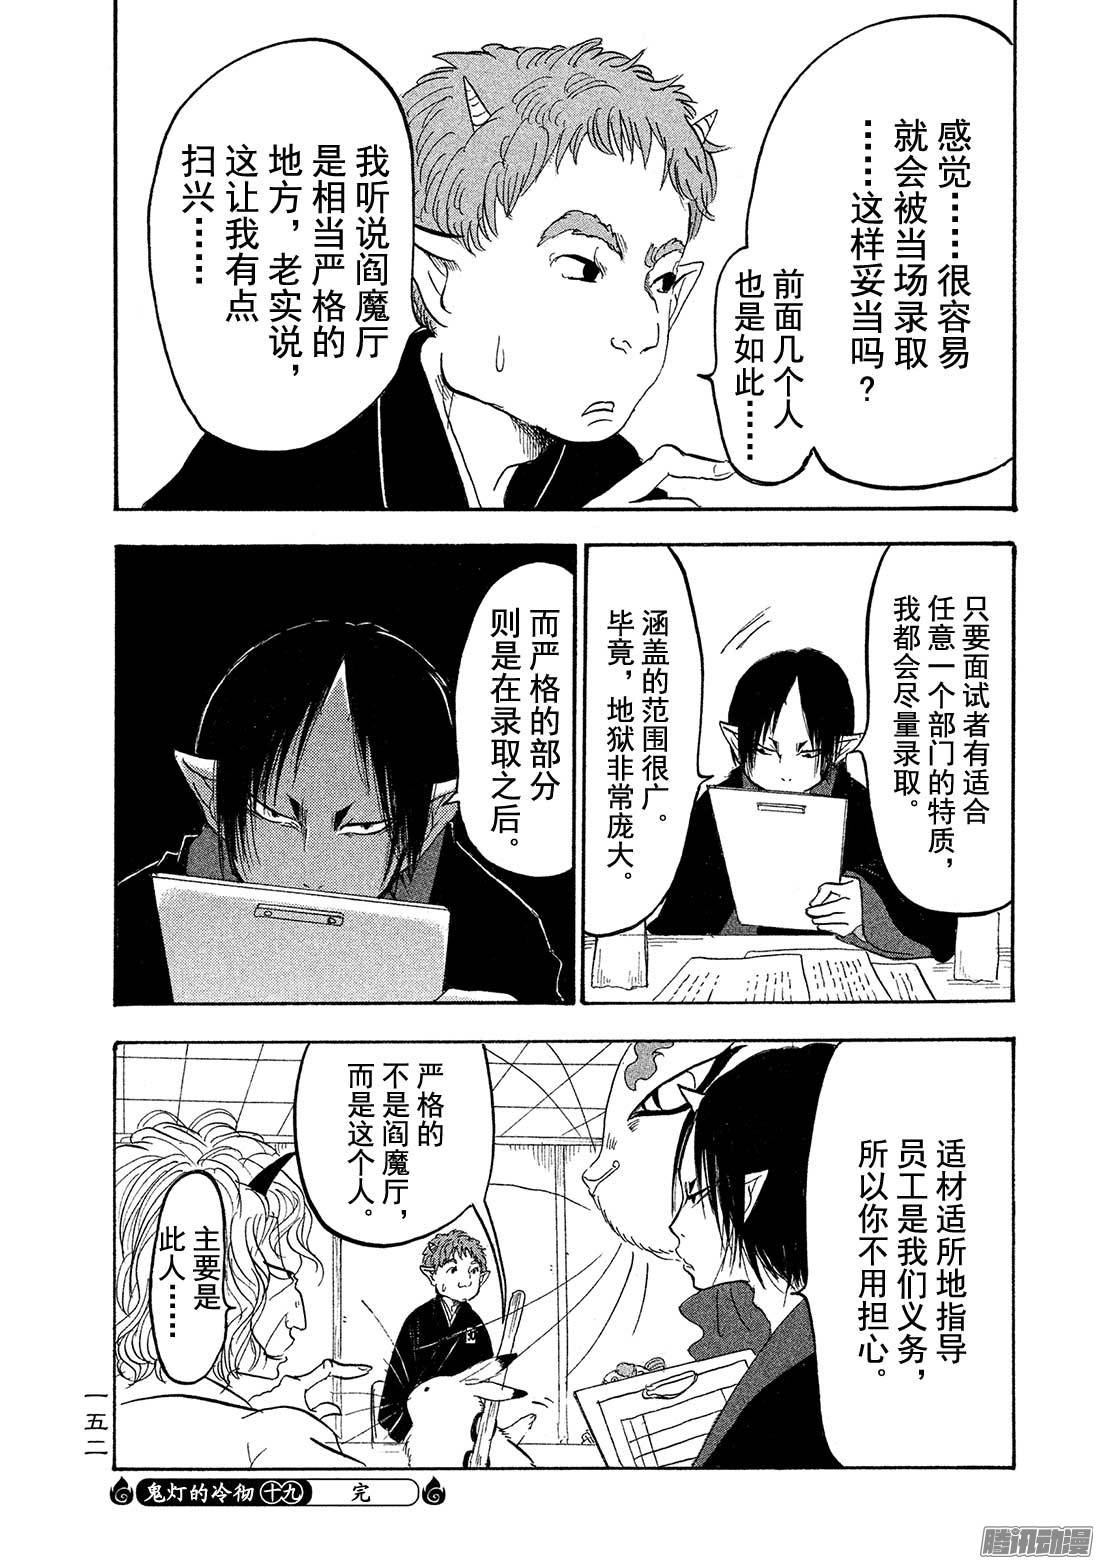 感觉……很容易
就会被当场录取
……这样妥当吗？
前面几个人
也是如此……
我听说阎魔厅
是相当严格的
地方，老实说，
这让我有点
扫兴……
只要面试者有适合
任意一个部门的特质，
我都会尽量录取。
涵盖的范围很广。
毕竟，地狱非常庞大。
而严格的部分
则是在录取之后。
适材适所地指导
员工是我们义务，
所以你不用担心。
严格的
不是阎魔厅，
而是这个人。
主要是
此人……
一五二
鬼灯的冷彻 十九 完
腾讯动漫